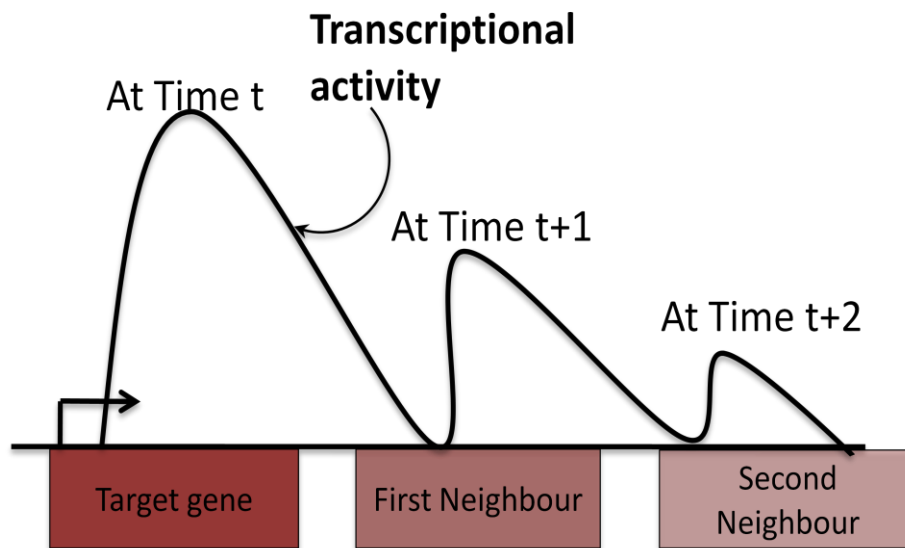 Transcriptional
activity
At Time t
At Time t+1
At Time t+2
Target gene
First Neighbour
Second
Neighbour